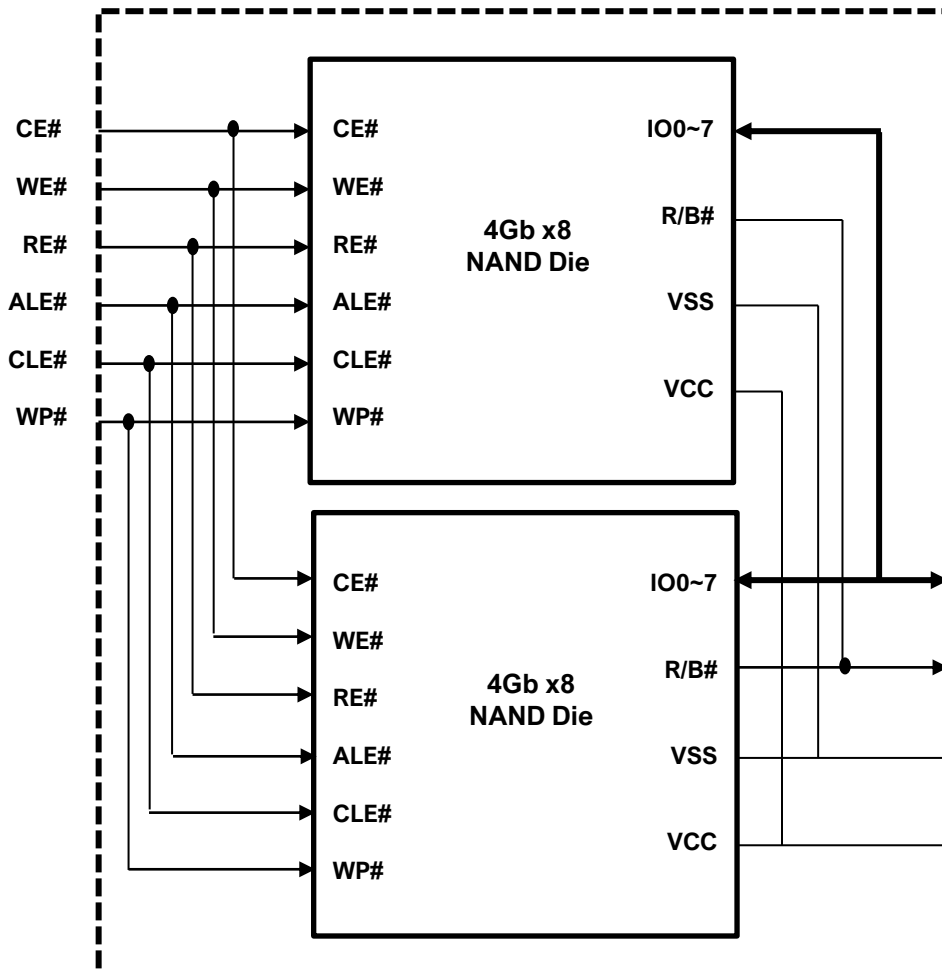 CE#
WE#
RE#
ALE#
CLE#
WP#
CE#
WE#
RE#
ALE#
CLE#
WP#
4Gb x8
NAND Die
IO0~7
R/B#
VSS
VCC
CE#
WE#
RE#
ALE#
CLE#
WP#
4Gb x8
NAND Die
IO0~7
R/B#
VSS
VCC